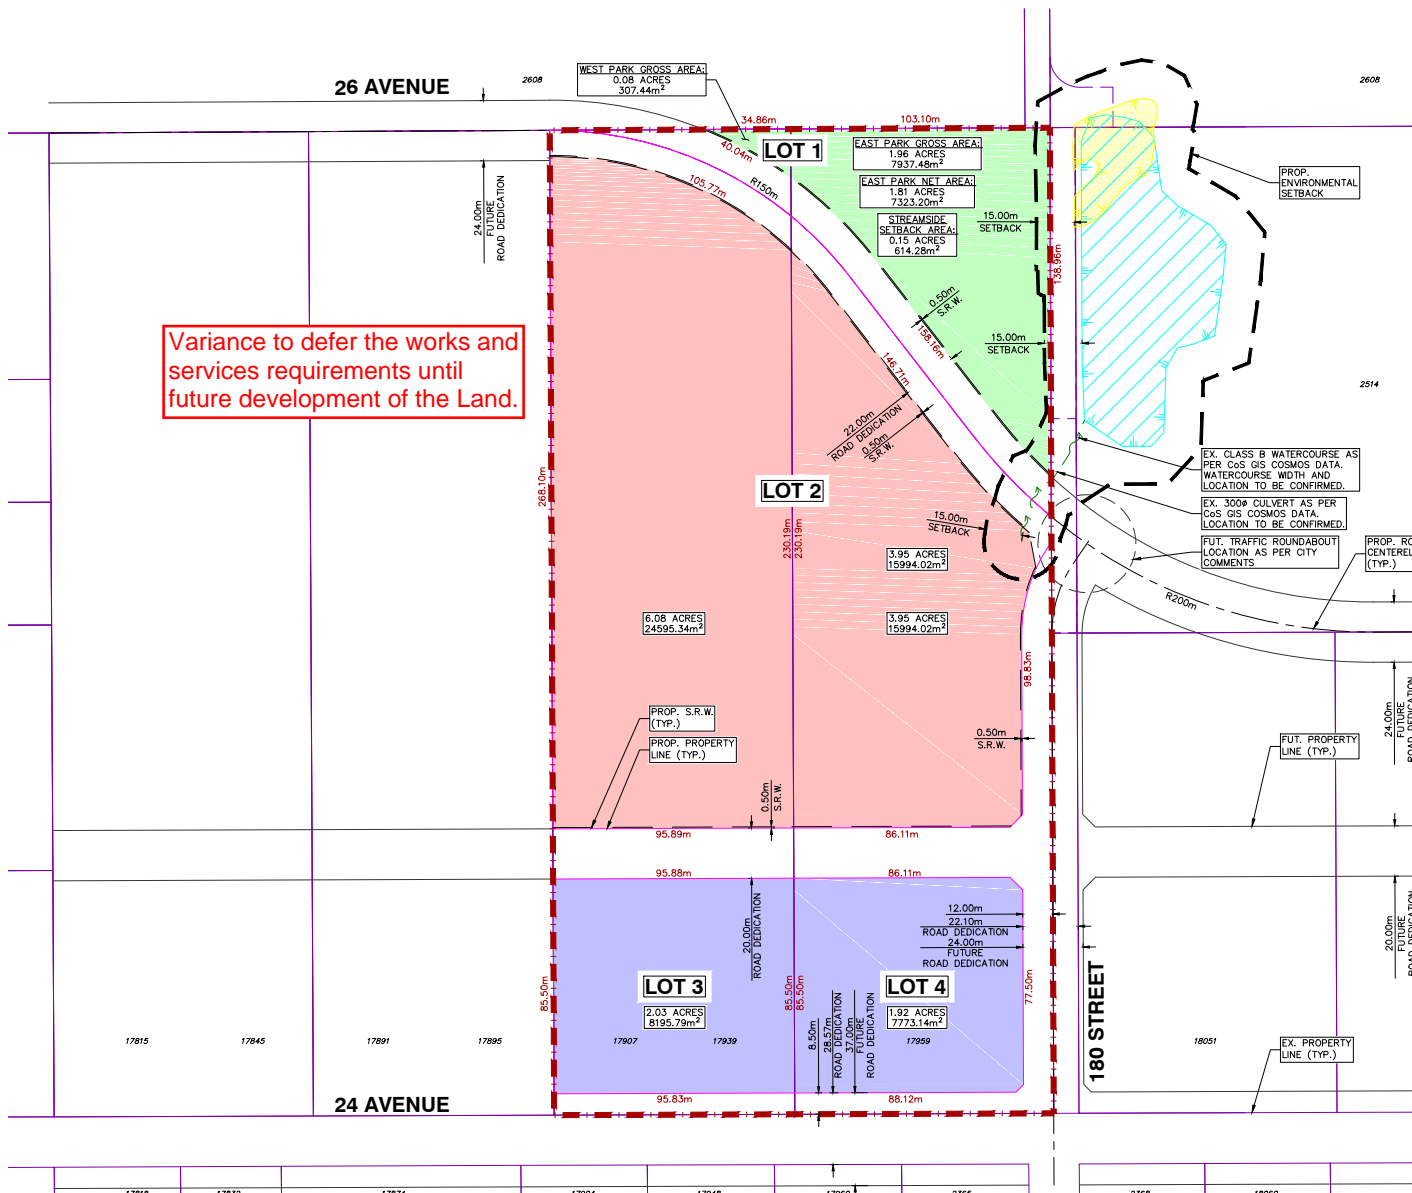 26 AVENUE
2608
WEST PARK GROSS AREA:
0.08 ACRES
307.44m²
2608
34.86m
103.10m
40.04m
LOT 1
EAST PARK GROSS AREA:
1.96 ACRES
7937.48m²
EAST PARK NET AREA:
1.81 ACRES
7323.20m²
STREAMSIDE
SETBACK AREA:
0.15 ACRES
614.28m²
15.00m
SETBACK
PROP.
ENVIRONMENTAL
SETBACK
105.77m
R150m
24.00m
FUTURE
ROAD DEDICATION
138.96m
0.50m
S.R.W.
158.16m
15.00m
SETBACK
Variance to defer the works and
services requirements until
future development of the Land.
146.71m
2514
22.00m
ROAD DEDICATION
0.50m
S.R.W.
EX. CLASS B WATERCOURSE AS
PER CoS GIS COSMOS DATA.
WATERCOURSE WIDTH AND
LOCATION TO BE CONFIRMED.
268.10m
LOT 2
EX. 300ø CULVERT AS PER
CoS GIS COSMOS DATA.
LOCATION TO BE CONFIRMED.
15.00m
SETBACK
230.19m
230.19m
FUT. TRAFFIC ROUNDABOUT
LOCATION AS PER CITY
COMMENTS
PROP. RO
CENTEREL
(TYP.)
3.95 ACRES
15994.02m²
R200m
6.08 ACRES
24595.34m²
3.95 ACRES
15994.02m²
98.83m
PROP. S.R.W.
(TYP.)
PROP. PROPERTY
LINE (TYP.)
0.50m
S.R.W.
24.00m
FUTURE
ROAD DEDICATION
FUT. PROPERTY
LINE (TYP.)
0.50m
S.R.W.
95.89m
86.11m
95.88m
86.11m
20.00m
ROAD DEDICATION
12.00m
22.10m
ROAD DEDICATION
24.00m
FUTURE
ROAD DEDICATION
20.00m
FUTURE
ROAD DEDICATION
85.50m
LOT 3
2.03 ACRES
8195.79m²
85.50m
85.50m
LOT 4
1.92 ACRES
7773.14m²
77.50m
180 STREET
8.50m
28.57m
ROAD DEDICATION
37.00m
FUTURE
ROAD DEDICATION
17815
17845
17891
17895
17907
17939
17959
18051
EX. PROPERTY
LINE (TYP.)
24 AVENUE
95.83m
88.12m